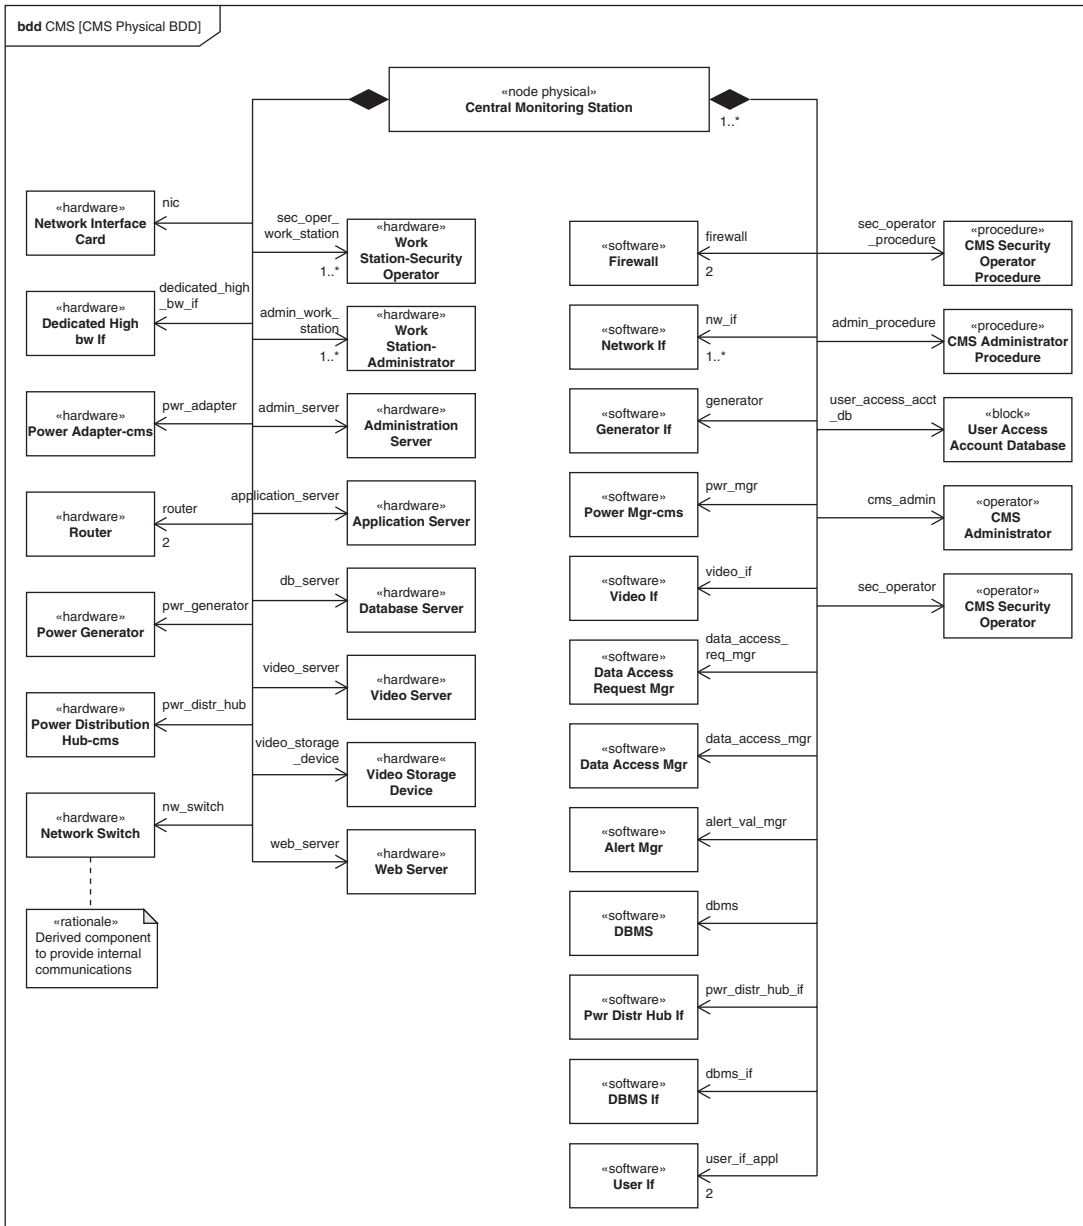 bdd CMS [CMS Physical BDD]
«node physical»
Central Monitoring Station
1..*
«hardware»
Network Interface
Card
nic
«hardware»
Dedicated High
bw If
dedicated_high
_bw_if
«hardware»
Power Adapter-cms
pwr_adapter
«hardware»
Router
router
2
«hardware»
Power Generator
pwr_generator
«hardware»
Power Distribution
Hub-cms
pwr_distr_hub
«hardware»
Network Switch
nw_switch
«rationale»
Derived component
to provide internal
communications
sec_oper_
work_station
1..*
«hardware»
Work
Station-Security
Operator
admin_work_
station
1..*
«hardware»
Work
Station-
Administrator
admin_server
«hardware»
Administration
Server
application_server
«hardware»
Application Server
db_server
«hardware»
Database Server
video_server
«hardware»
Video Server
video_storage
_device
«hardware«
Video Storage
Device
web_server
«hardware»
Web Server
«software»
Firewall
firewall
2
«software»
Network If
nw_if
1..*
«software»
Generator If
generator
«software»
Power Mgr-cms
pwr_mgr
«software»
Video If
video_if
«software»
Data Access
Request Mgr
data_access_
req_mgr
«software»
Data Access Mgr
data_access_mgr
«software»
Alert Mgr
alert_val_mgr
«software»
DBMS
dbms
«software»
Pwr Distr Hub If
pwr_distr_hub_if
«software»
DBMS If
dbms_if
«software»
User If
user_if_appl
2
sec_operator
_procedure
«procedure»
CMS Security
Operator
Procedure
admin_procedure
«procedure»
CMS Administrator
Procedure
user_access_acct
_db
«block»
User Access
Account Database
cms_admin
«operator»
CMS
Administrator
sec_operator
«operator»
CMS Security
Operator